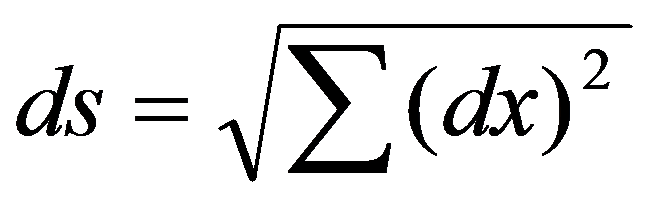 ds = √∑(dx)²